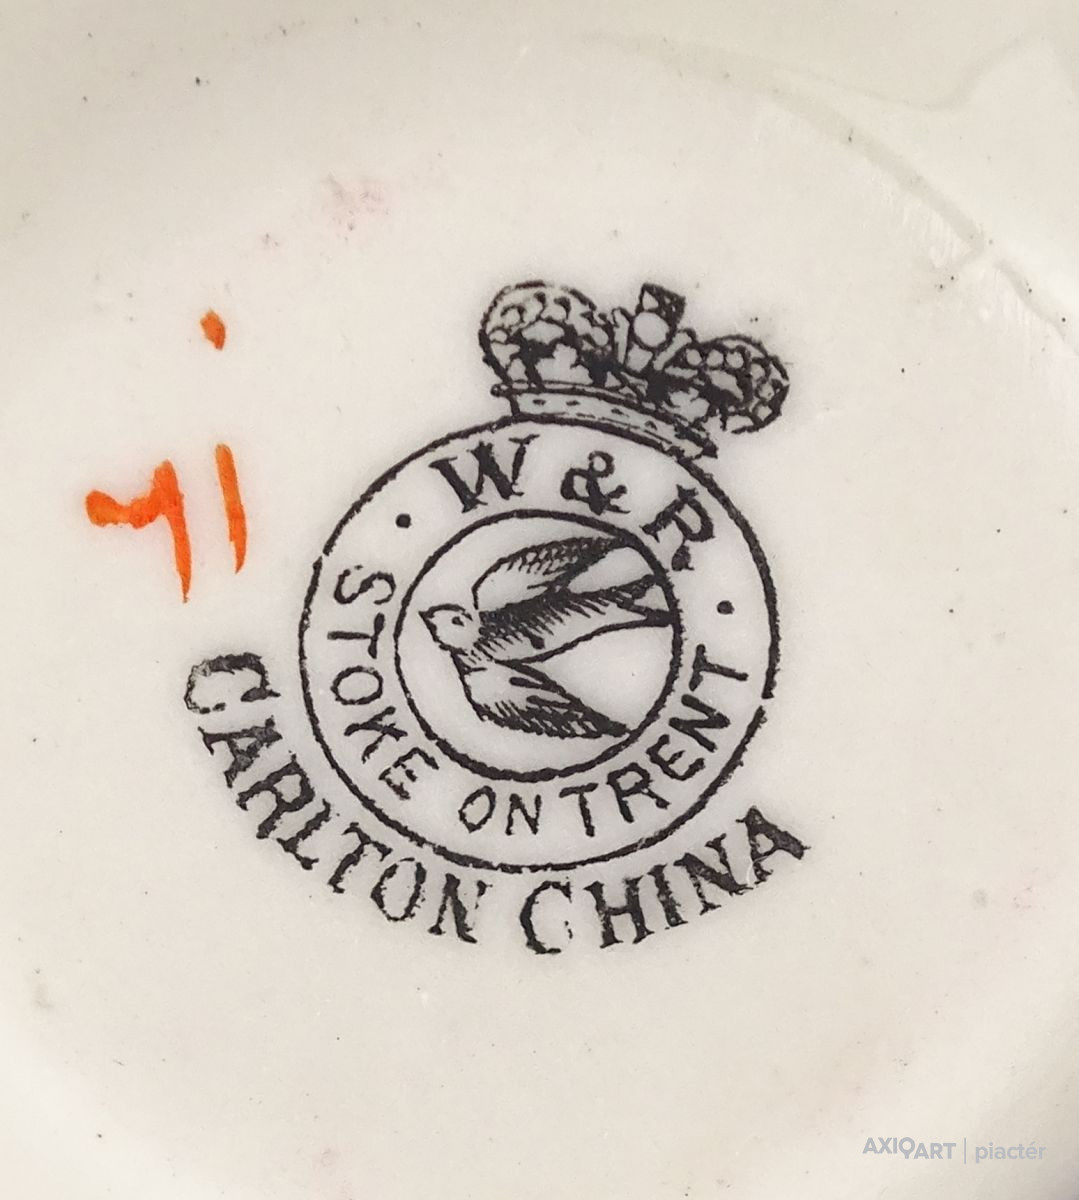 · W & R ·
STOKE ON TRENT
CARLTON CHINA
AXIOART | piactér